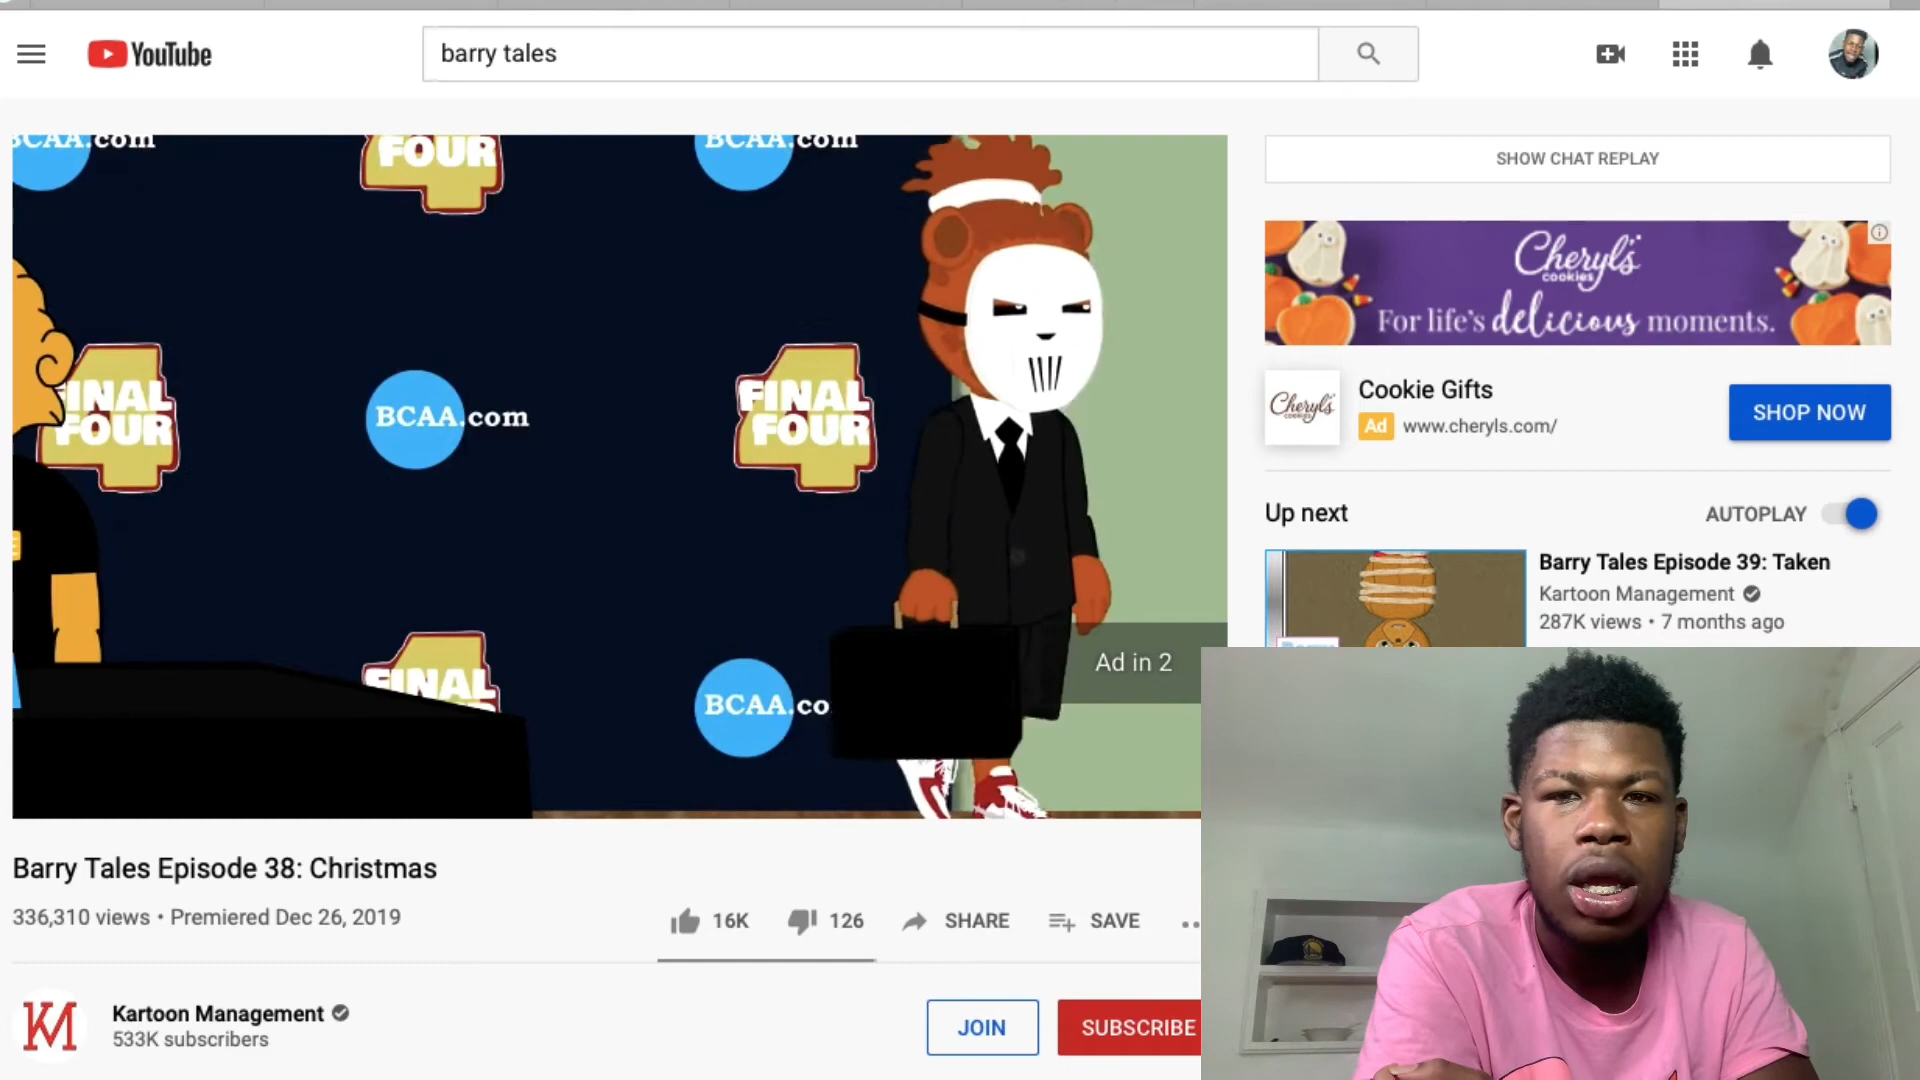 YouTube
barry tales
BCAA.com
FOUR
BCAA.com
FINAL
FOUR
BCAA.com
FINAL
FOUR
FINAL
BCAA.co
Ad in 2
SHOW CHAT REPLAY
Cheryl's
cookies
For life's delicious moments.
Cheryl's
Cookie Gifts
Ad www.cheryls.com/
SHOP NOW
Up next
AUTOPLAY
Barry Tales Episode 39: Taken
Kartoon Management
287K views • 7 months ago
Barry Tales Episode 38: Christmas
336,310 views • Premiered Dec 26, 2019
16K
126
SHARE
SAVE
KM
Kartoon Management
533K subscribers
JOIN
SUBSCRIBE